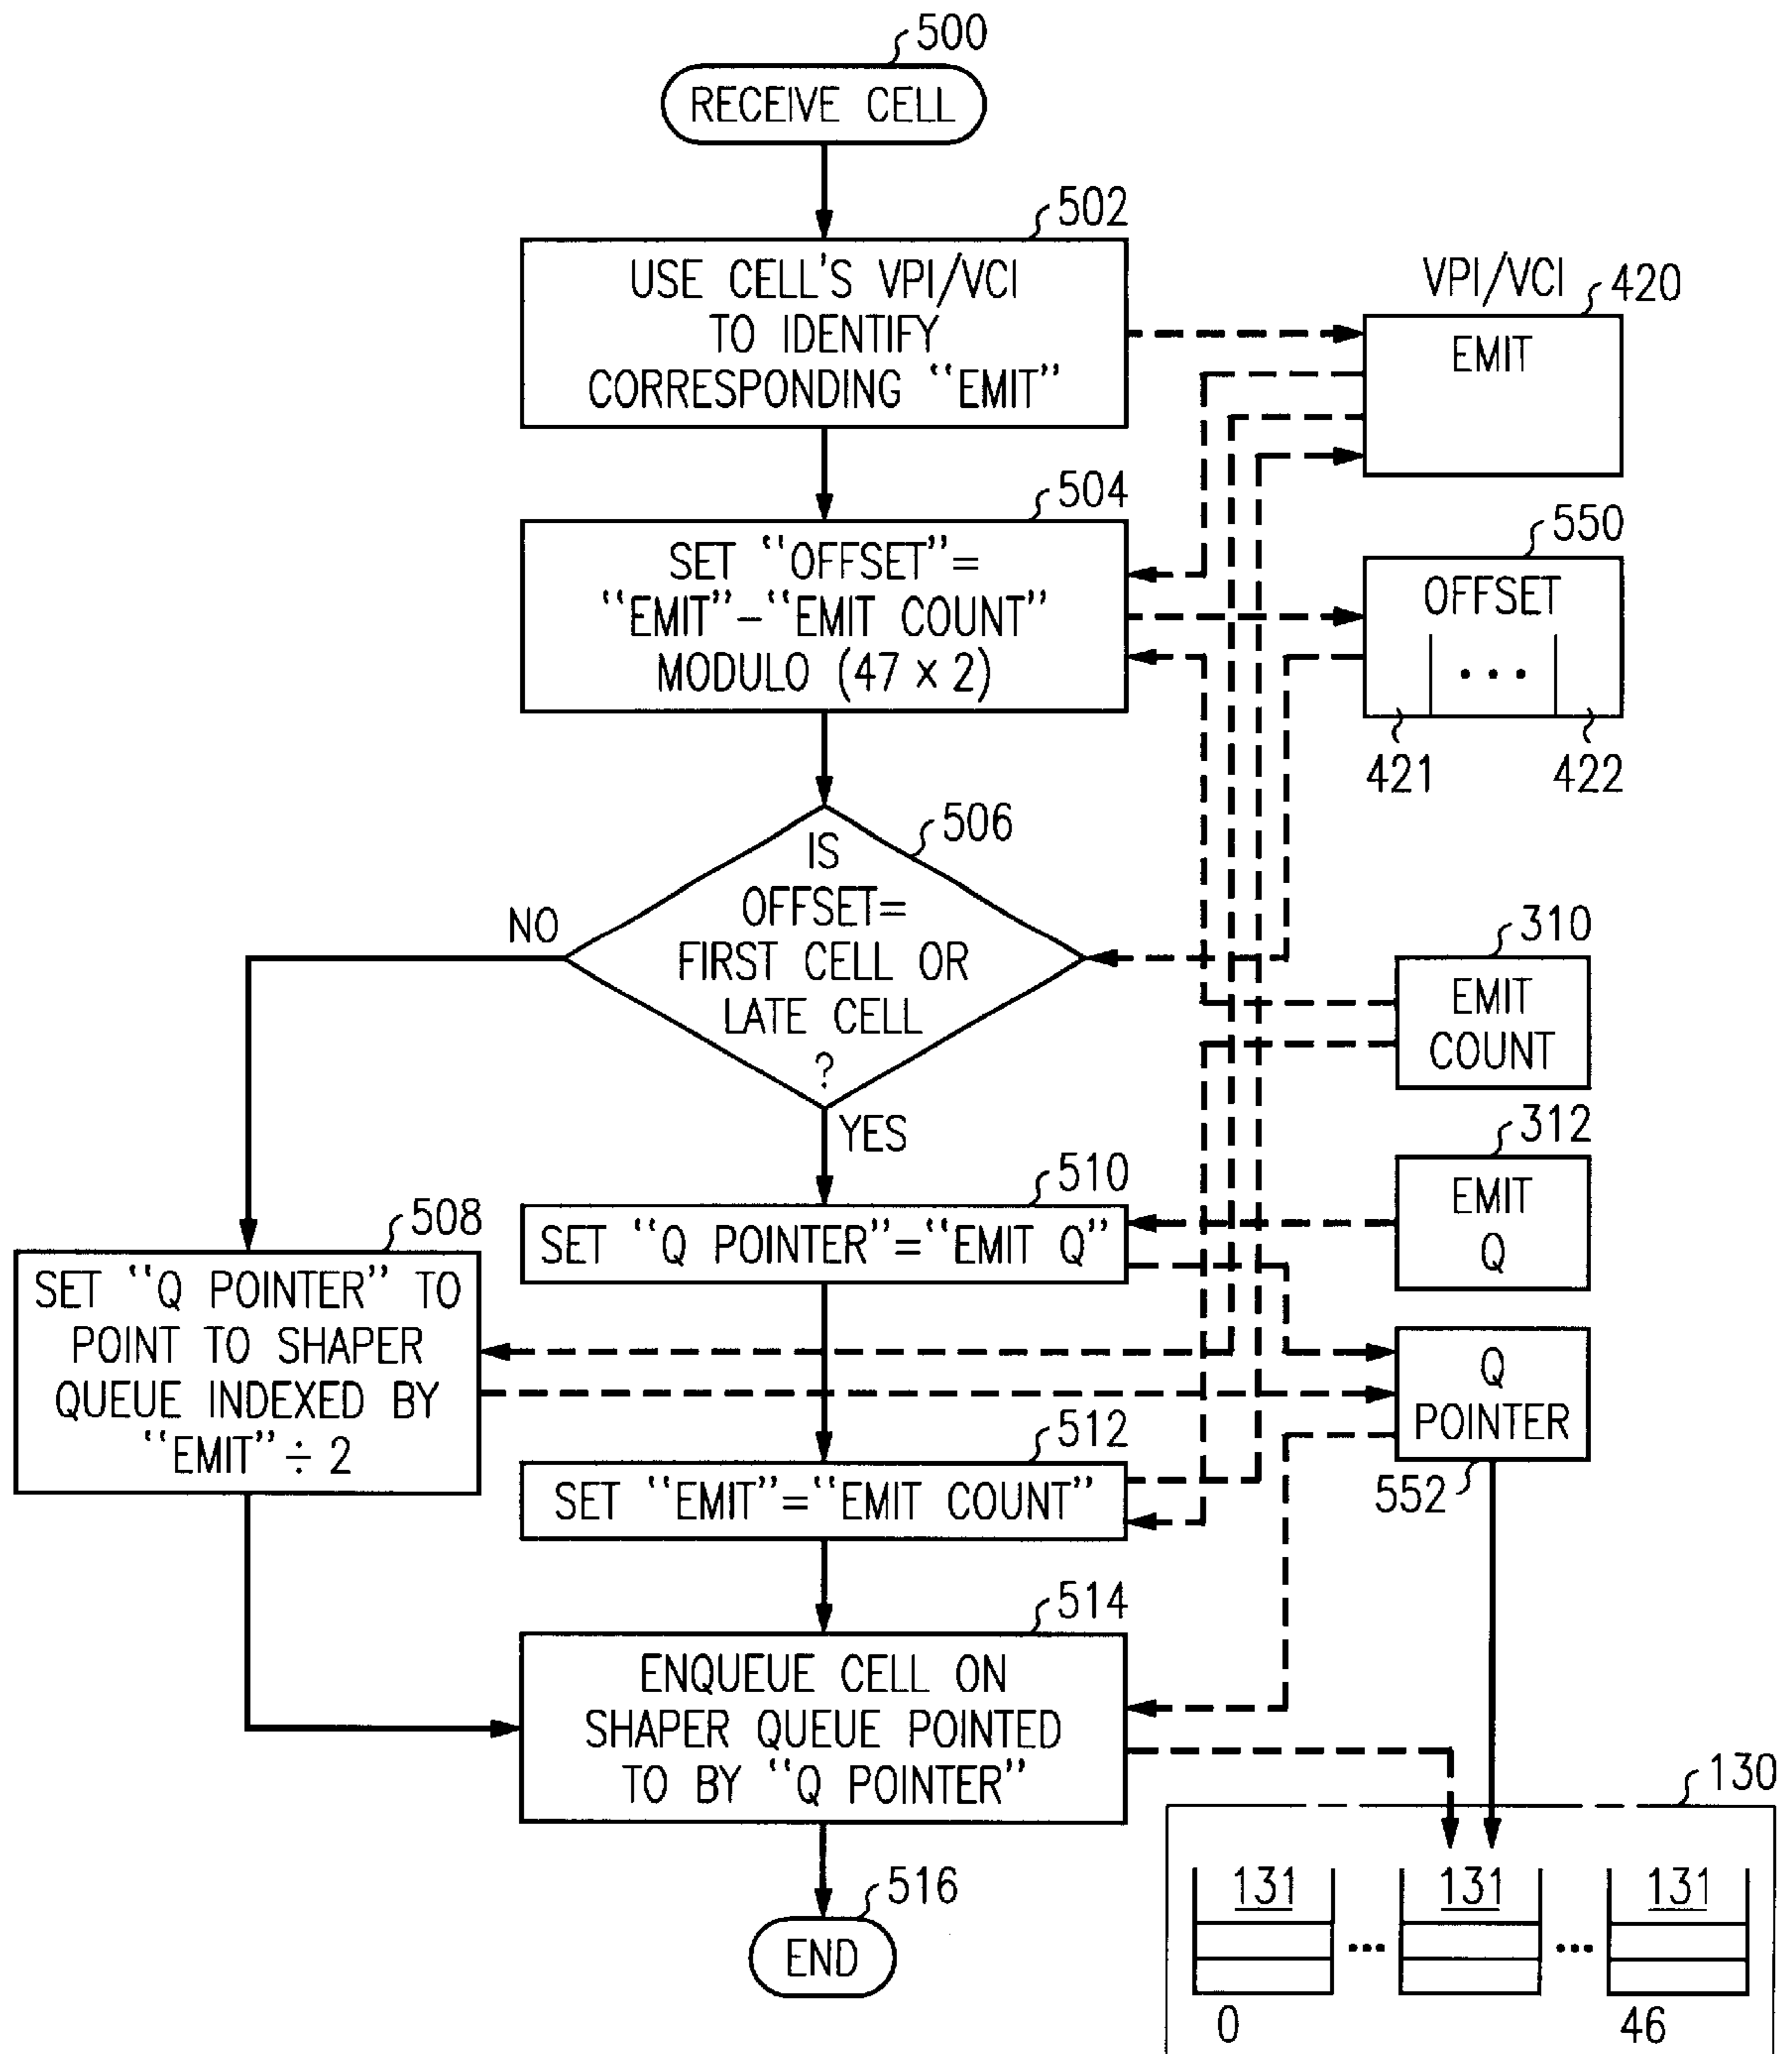 500
RECEIVE CELL
502
USE CELL'S VPI/VCI
TO IDENTIFY
CORRESPONDING "EMIT"
VPI/VCI
420
EMIT
504
SET "OFFSET"=
"EMIT"-"EMIT COUNT"
MODULO (47 x 2)
550
OFFSET
...
421
422
506
IS
OFFSET=
FIRST CELL OR
LATE CELL
?
NO
YES
310
EMIT
COUNT
312
EMIT
Q
508
SET "Q POINTER" TO
POINT TO SHAPER
QUEUE INDEXED BY
"EMIT" ÷ 2
510
SET "Q POINTER"="EMIT Q"
Q
POINTER
552
512
SET "EMIT"="EMIT COUNT"
514
ENQUEUE CELL ON
SHAPER QUEUE POINTED
TO BY "Q POINTER"
516
END
130
131 ... 131 ... 131
0
46